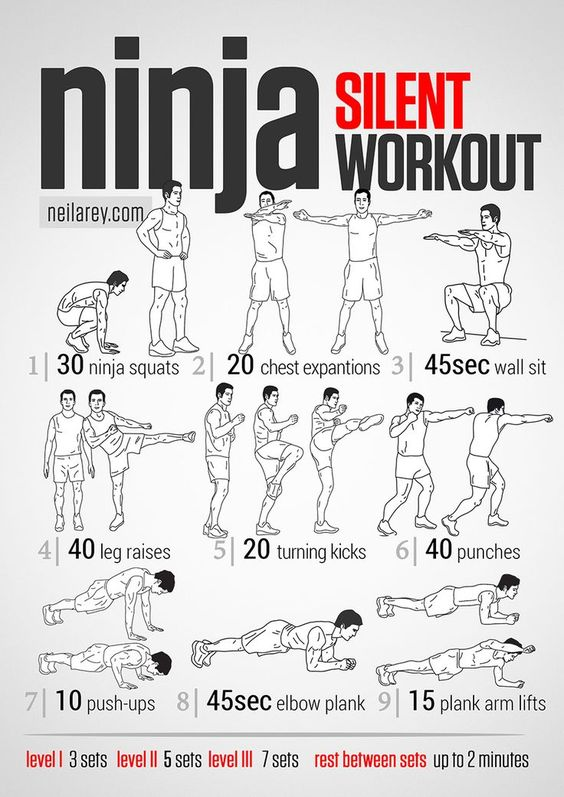 ninja
SILENT
WORKOUT
neilarey.com
1| 30 ninja squats 2| 20 chest expantions 3| 45sec wall sit
4| 40 leg raises 5| 20 turning kicks 6| 40 punches
7| 10 push-ups 8| 45sec elbow plank 9| 15 plank arm lifts
level I 3 sets level II 5 sets level III 7 sets rest between sets up to 2 minutes